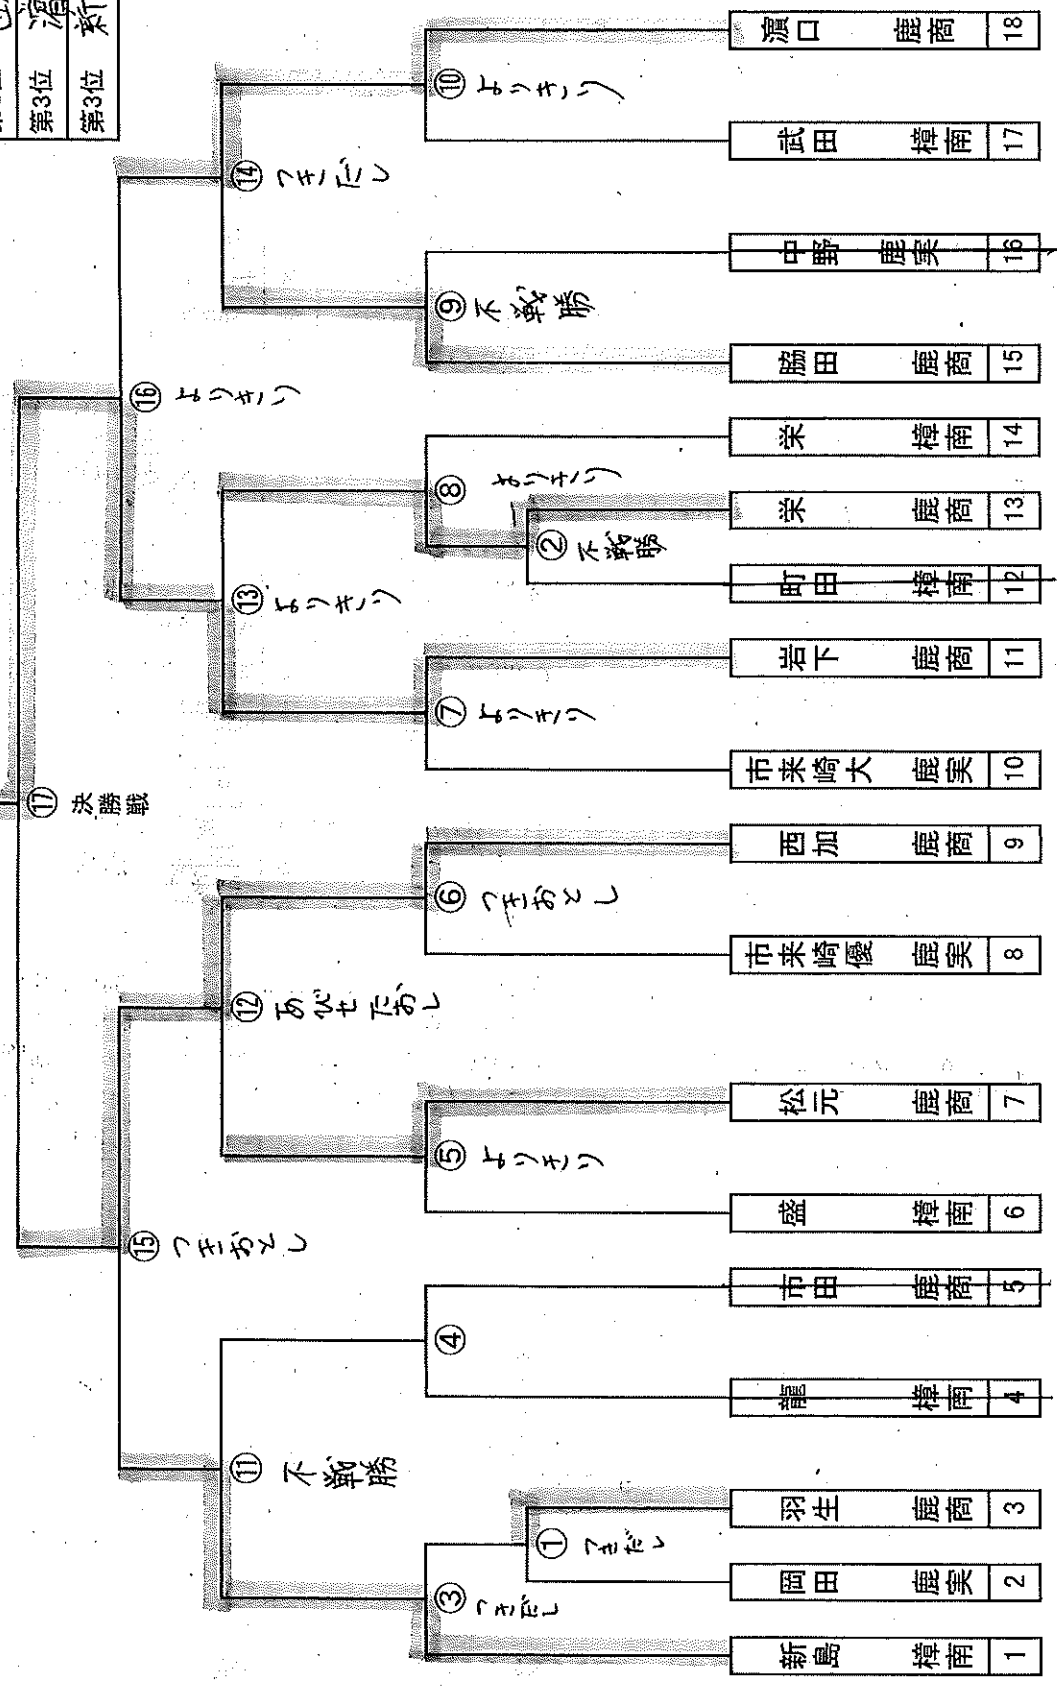 第3位
第3位 新
⑰ 決勝戦
⑮ つきおとし
⑯ よりきり
⑪ 不戦勝
⑫ あびせたおし
⑬ よりきり
⑭ つきだし
③ つきだし
④
⑤ よりきり
⑥ つきおとし
⑦ よりきり
⑧ よりきり
⑨ 不戦勝
⑩ よりきり
① つきだし
② 不戦勝
新島 樟南 1
岡田 鹿実 2
羽生 鹿商 3
龍 樟南 4
市田 鹿商 5
盛 樟南 6
松元 鹿商 7
市来崎優 鹿実 8
西加 鹿商 9
市来崎大 鹿実 10
岩下 鹿商 11
町田 樟南 12
栄 鹿商 13
栄 樟南 14
脇田 鹿商 15
中野 鹿実 16
武田 樟南 17
濵口 鹿商 18